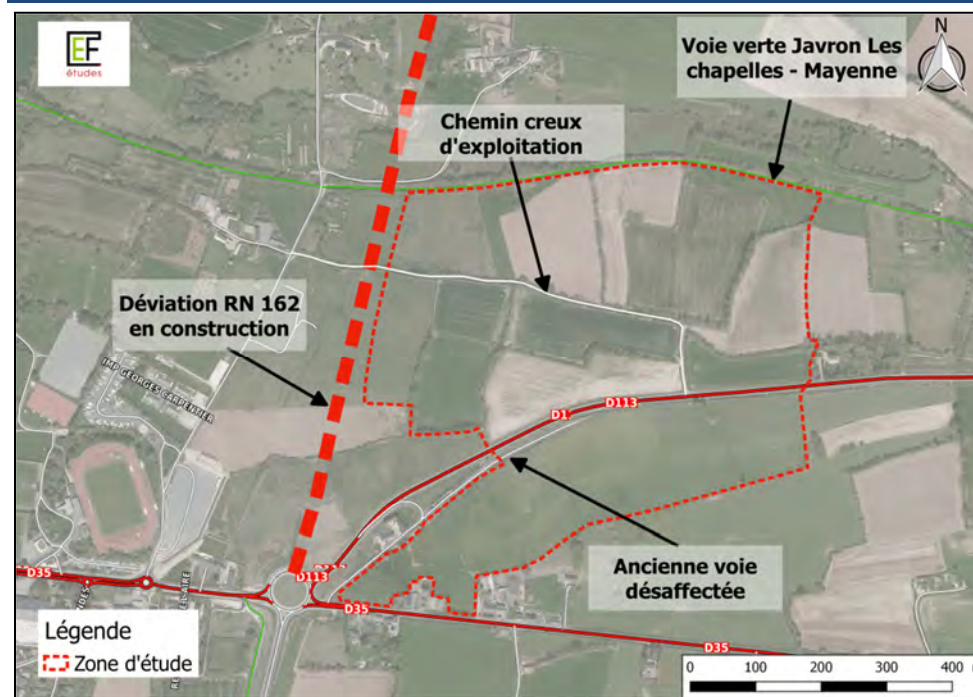 EF
études
N
Voie verte Javron Les
chapelles - Mayenne
Chemin creux
d'exploitation
Déviation RN 162
en construction
IMP GEORGES CARPENTIER
D1
D113
D113
Ancienne voie
désaffectée
D35
D35
D35
Légende
Zone d'étude
0 100 200 300 400